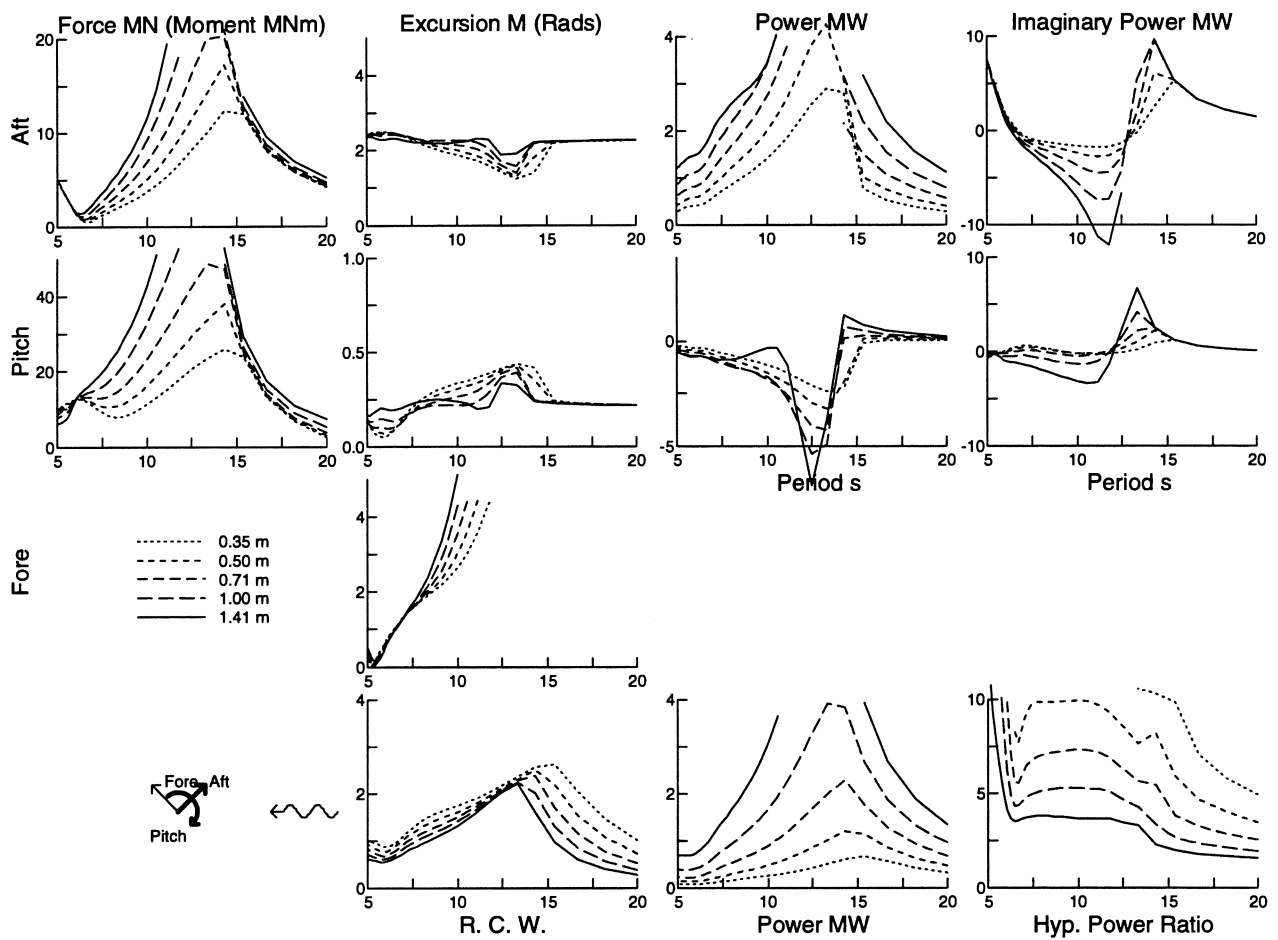 Force MN (Moment MNm) Excursion M (Rads) Power MW Imaginary Power MW
20 4 4 10
Aft
10 2 2 0
0 0 0 -10
5 10 15 20 5 10 15 20 5 10 15 20 5 10 15 20
1.0 10
40 0
Pitch
0.5 0
20
0 0.0 -5 -10
5 10 15 20 5 10 15 20 5 10 15 20 5 10 15 20
Period s Period s
4
Fore
0.35 m
0.50 m
0.71 m
1.00 m
1.41 m
2
0
5 10 15 20
4 4 10
Fore Aft
Pitch
2 2 5
0 0 0
5 10 15 20 5 10 15 20 5 10 15 20
R. C. W. Power MW Hyp. Power Ratio